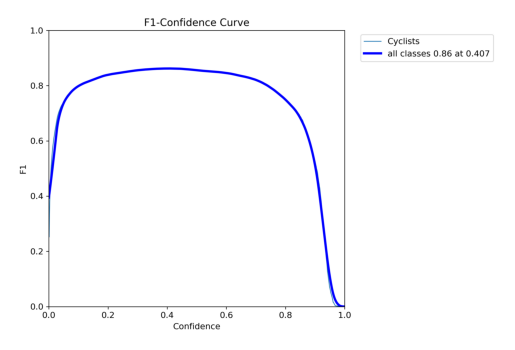 F1-Confidence Curve
1.0
0.8
0.6
0.4
0.2
0.0
F1
0.0 0.2 0.4 0.6 0.8 1.0
Confidence
Cyclists
all classes 0.86 at 0.407